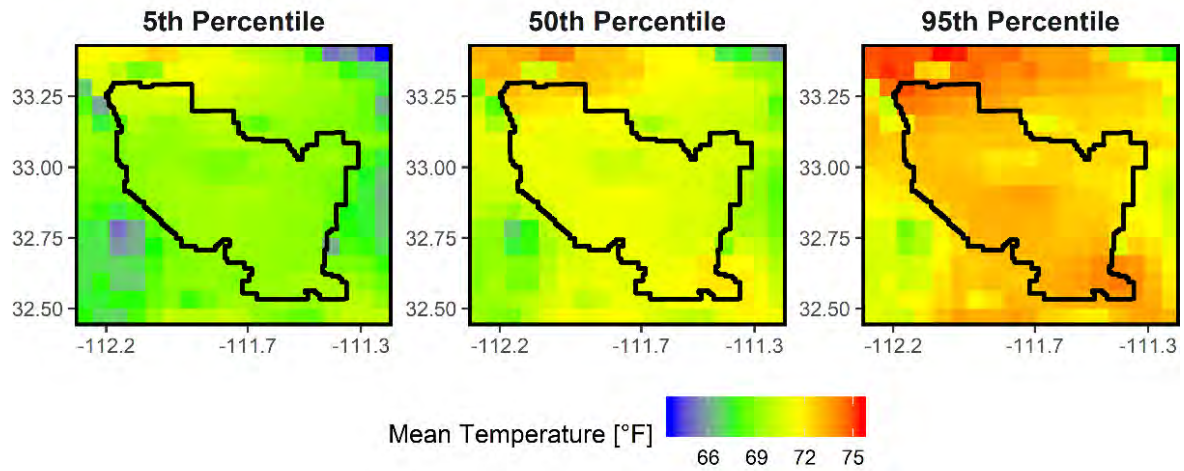 5th Percentile 50th Percentile 95th Percentile
33.25 33.25 33.25
33.00 33.00 33.00
32.75 32.75 32.75
32.50 32.50 32.50
-112.2 -111.7 -111.3 -112.2 -111.7 -111.3 -112.2 -111.7 -111.3
Mean Temperature [°F]
66 69 72 75